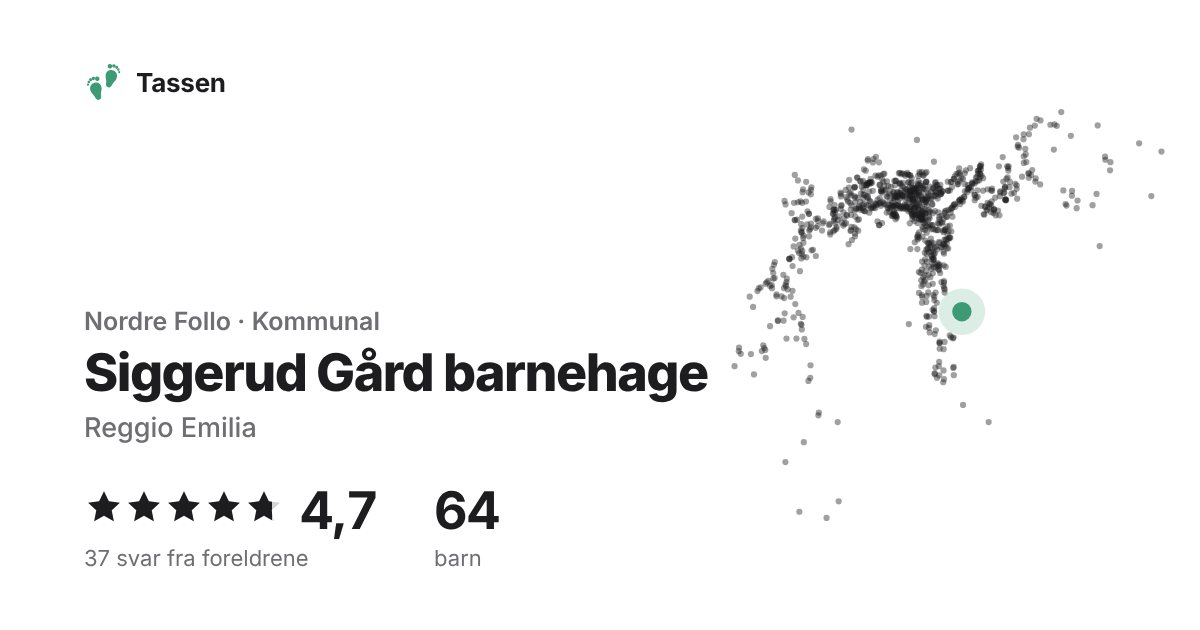 Tassen
Nordre Follo · Kommunal
Siggerud Gård barnehage
Reggio Emilia
4,7
37 svar fra foreldrene
64
barn